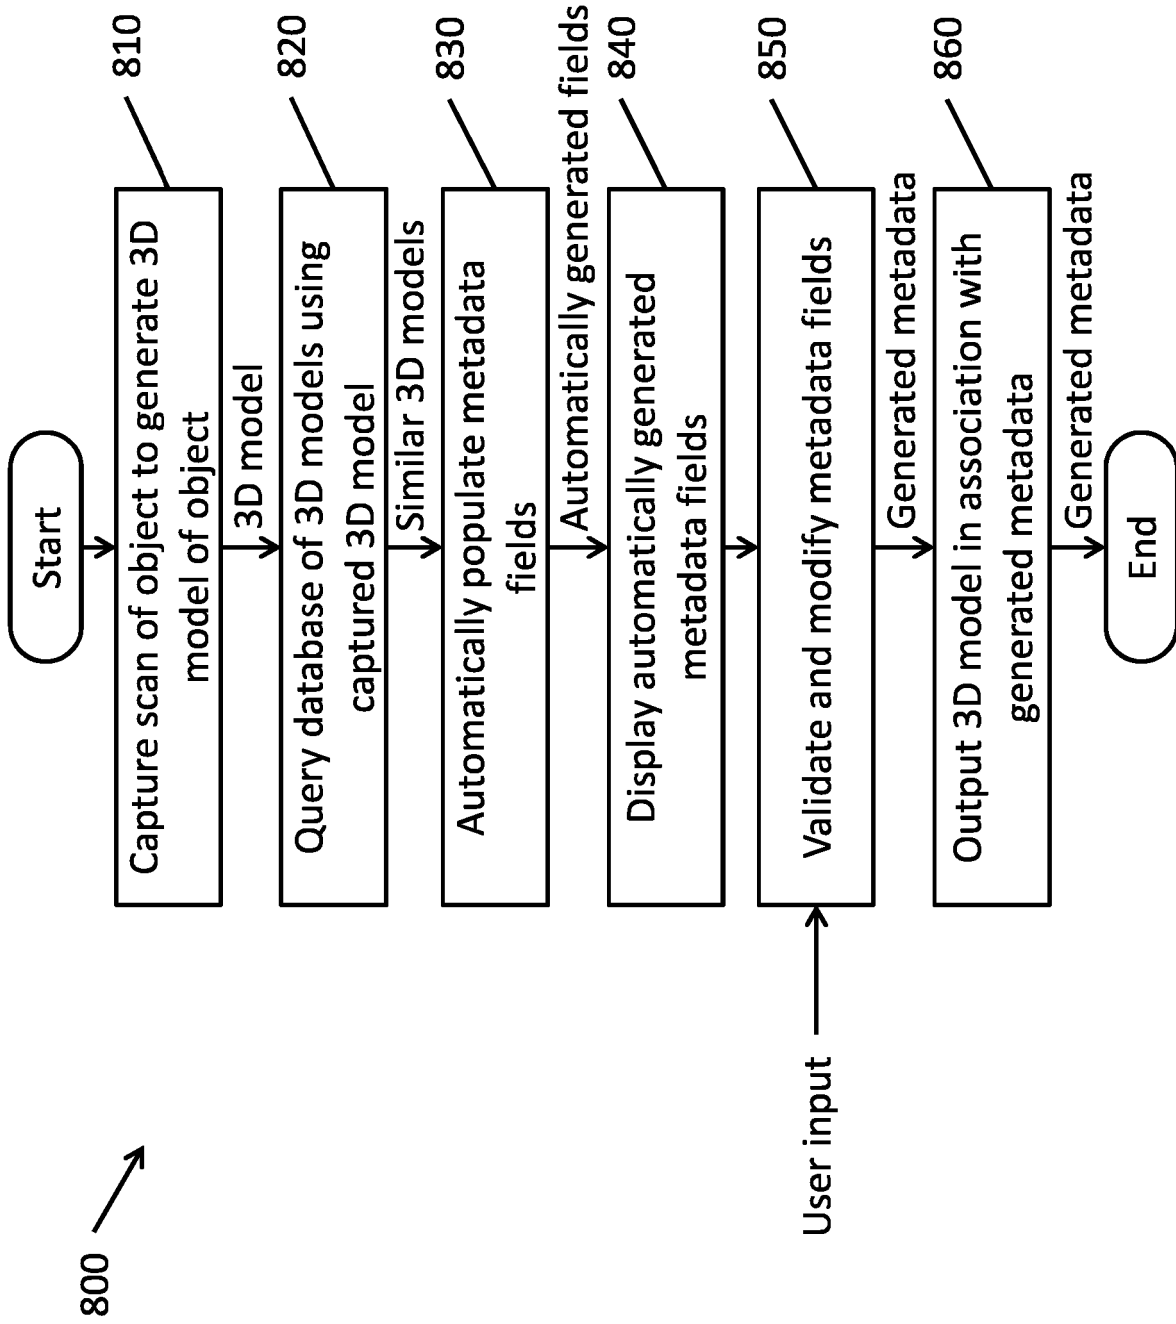 800
Start
Capture scan of object to generate 3D
model of object
810
3D model
Query database of 3D models using
captured 3D model
820
Similar 3D models
Automatically populate metadata
fields
830
Automatically generated fields
Display automatically generated
metadata fields
840
User input
Validate and modify metadata fields
850
Generated metadata
Output 3D model in association with
generated metadata
860
Generated metadata
End